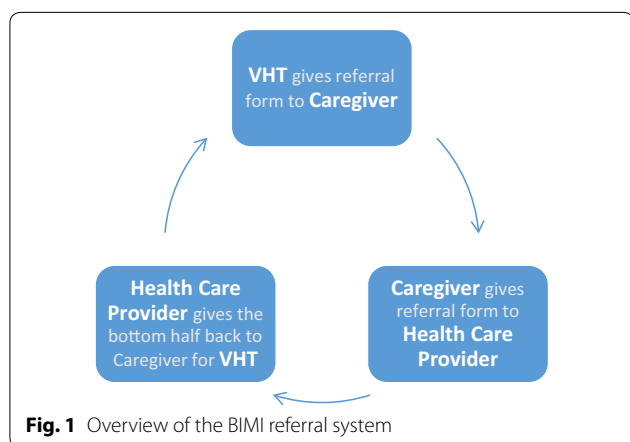 VHT gives referral
form to Caregiver
Health Care
Provider gives the
bottom half back to
Caregiver for VHT
Caregiver gives
referral form to
Health Care
Provider
Fig. 1 Overview of the BIMI referral system